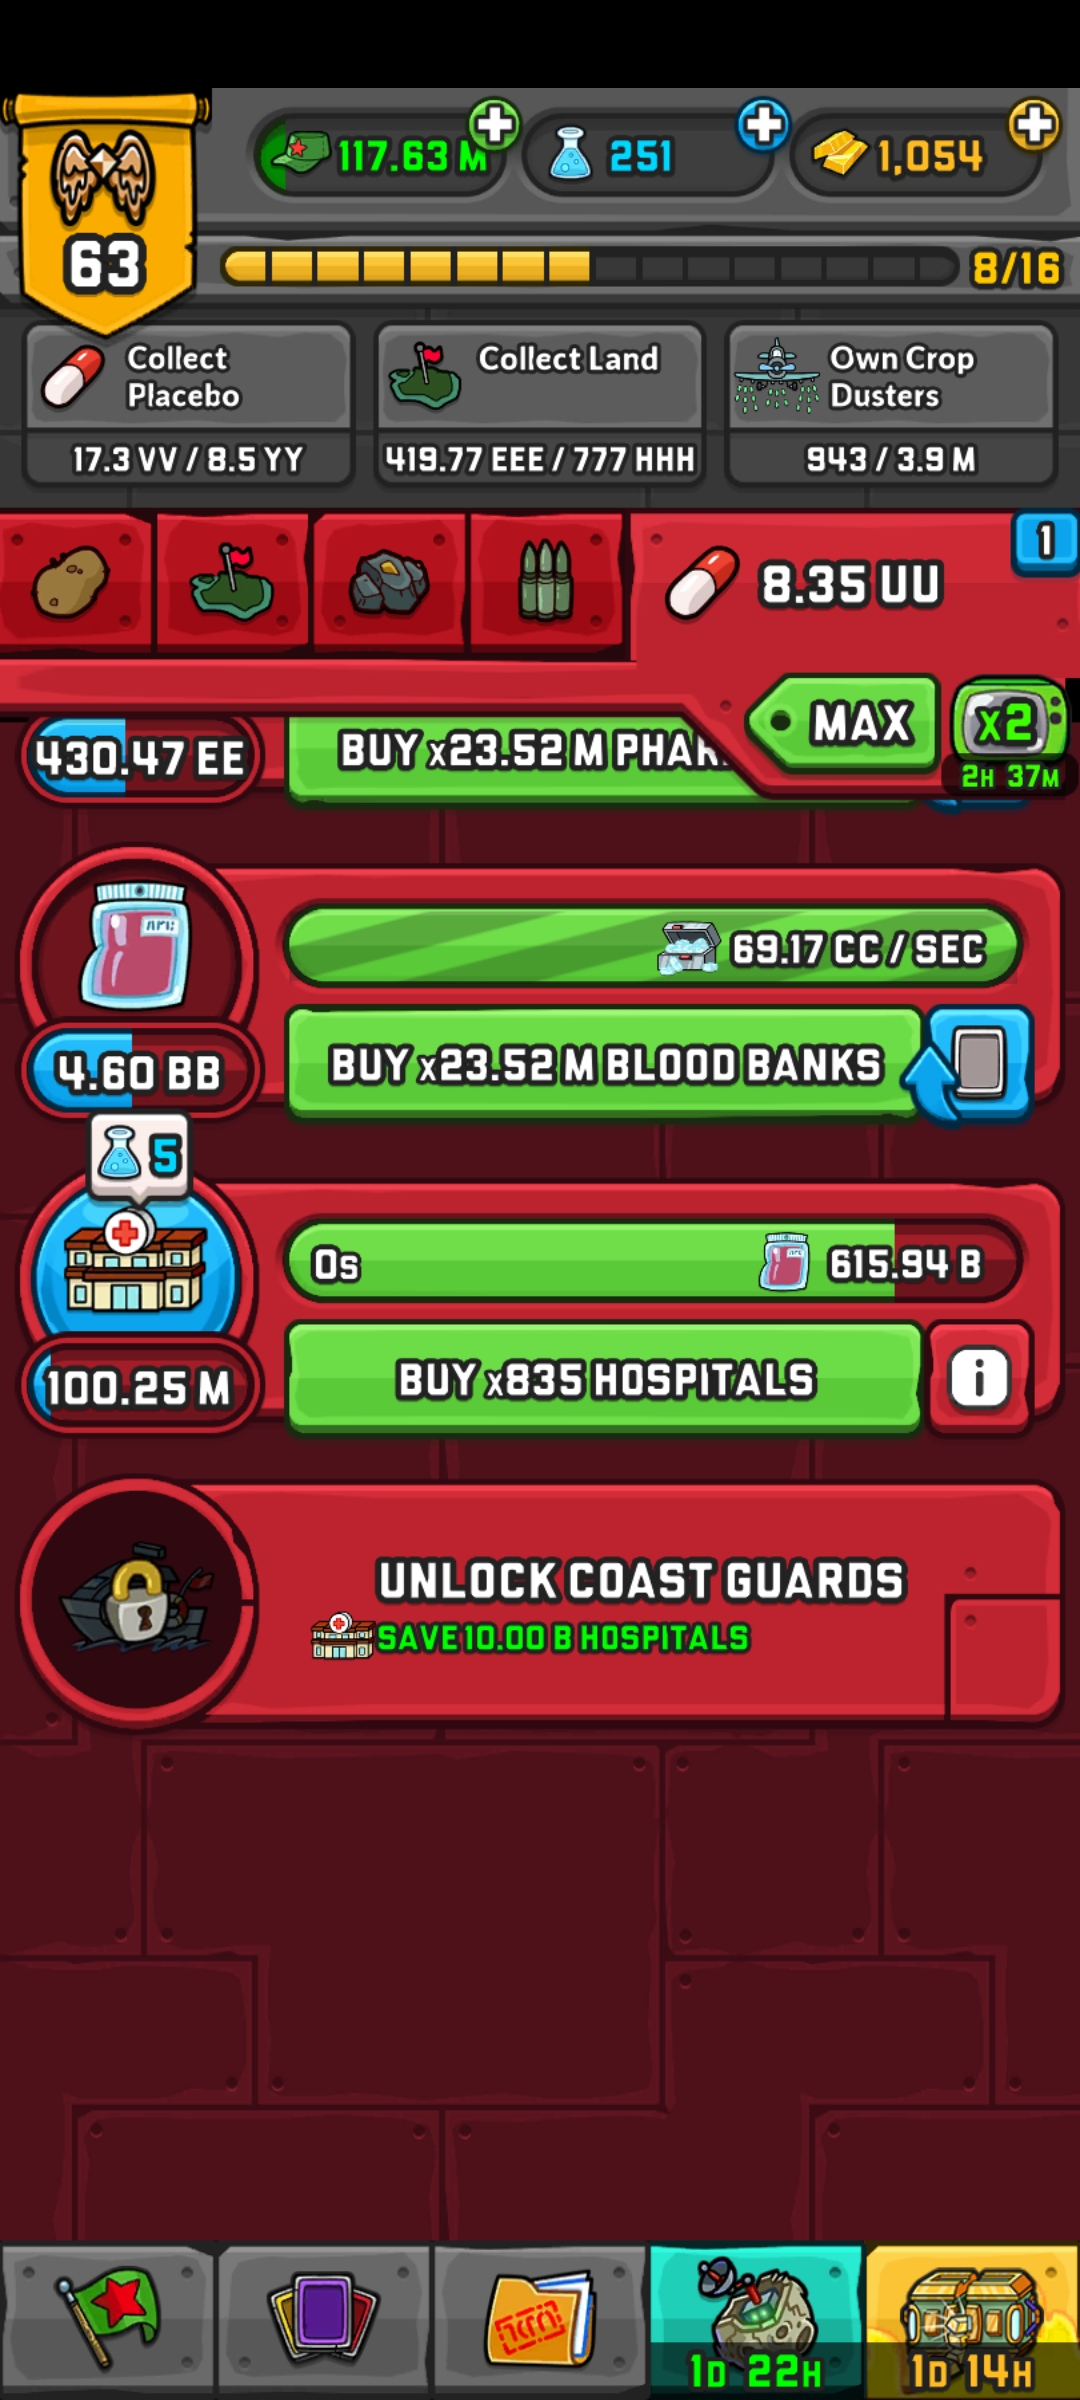 117.63 M
251
1,054
63
8/16
Collect
Placebo
17.3 VV / 8.5 YY
Collect Land
419.77 EEE / 777 HHH
Own Crop
Dusters
943 / 3.9 M
8.35 UU
1
MAX
x2
2H 37M
430.47 EE
BUY x23.52 M PHAR
69.17 CC / SEC
4.60 BB
BUY x23.52 M BLOOD BANKS
5
0s
615.94 B
100.25 M
BUY x835 HOSPITALS
i
UNLOCK COAST GUARDS
SAVE 10.00 B HOSPITALS
1D 22H
1D 14H